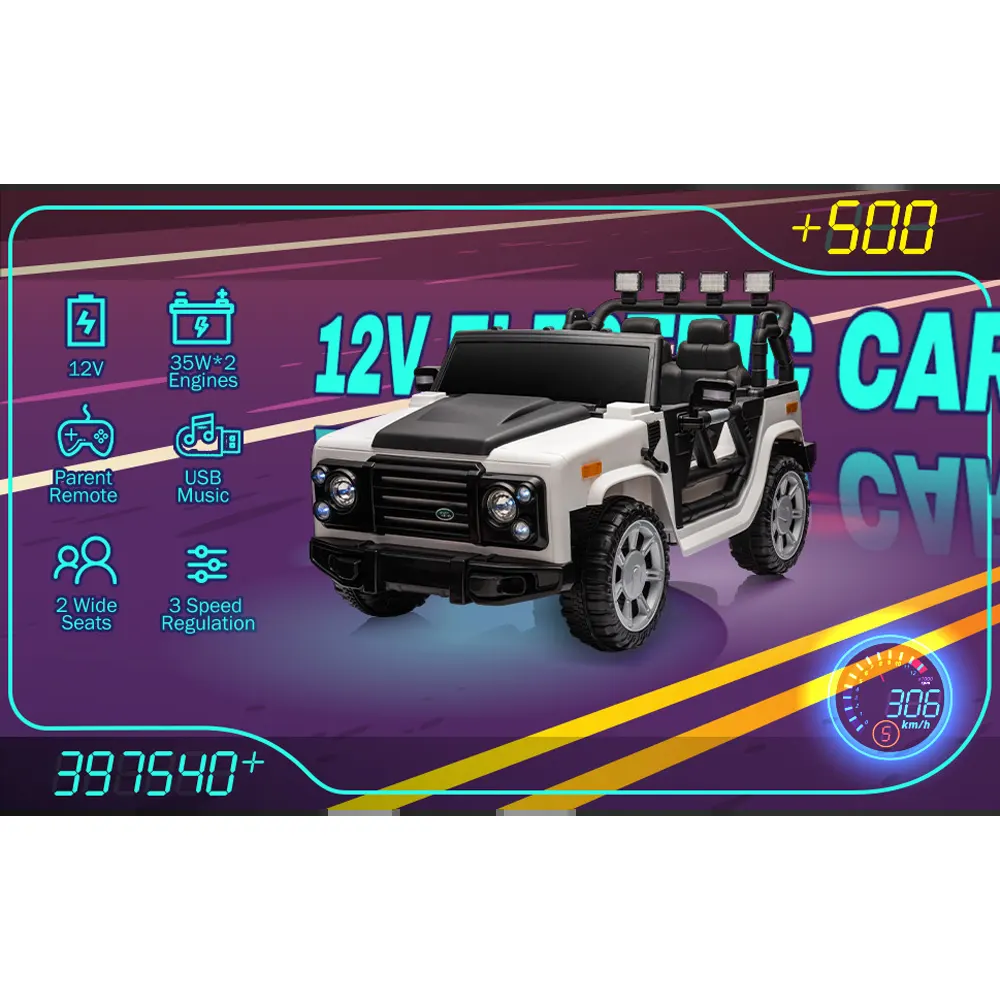 +500
12V
35W*2
Engines
12V ELECTRIC CAR
Parent
Remote
USB
Music
2 Wide
Seats
3 Speed
Regulation
306
km/h
5
397540+